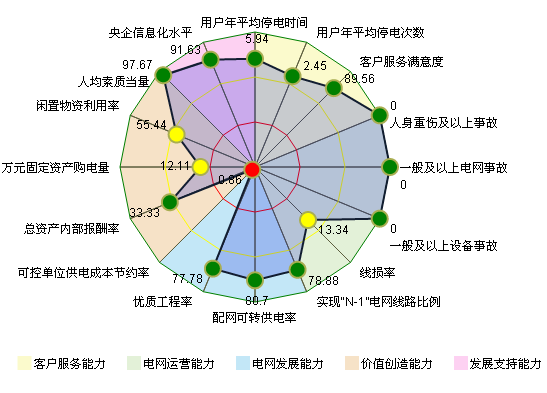 用户年平均停电时间
央企信息化水平
用户年平均停电次数
5.94
91.63
客户服务满意度
97.67
2.45
89.56
人均素质当量
闲置物资利用率
0
人身重伤及以上事故
55.44
万元固定资产购电量
12.11
一般及以上电网事故
0.86
0
33.33
总资产内部报酬率
0
13.34
一般及以上设备事故
可控单位供电成本节约率
线损率
77.78
78.88
优质工程率
80.7
实现"N-1"电网线路比例
配网可转供电率
客户服务能力
电网运营能力
电网发展能力
价值创造能力
发展支持能力